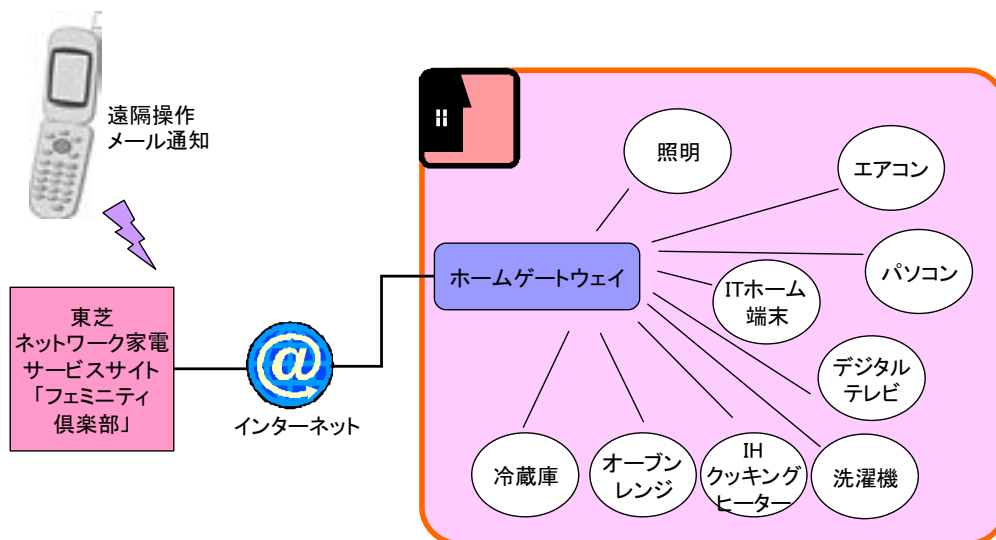 遠隔操作
メール通知
照明
エアコン
ホームゲートウェイ
パソコン
ITホーム
端末
東芝
ネットワーク家電
サービスサイト
「フェミニティ
倶楽部」
デジタル
テレビ
インターネット
冷蔵庫
オーブン
レンジ
IH
クッキング
ヒーター
洗濯機